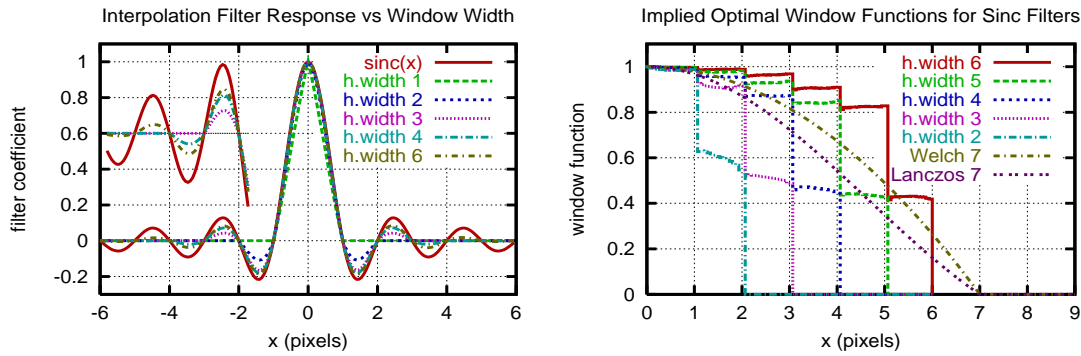 Interpolation Filter Response vs Window Width
filter coefficient
1
0.8
0.6
0.4
0.2
0
-0.2
-6
-4
-2
0
2
4
6
x (pixels)
sinc(x)
h.width 1
h.width 2
h.width 3
h.width 4
h.width 6
Implied Optimal Window Functions for Sinc Filters
window function
1
0.8
0.6
0.4
0.2
0
0
1
2
3
4
5
6
7
8
9
x (pixels)
h.width 6
h.width 5
h.width 4
h.width 3
h.width 2
Welch 7
Lanczos 7